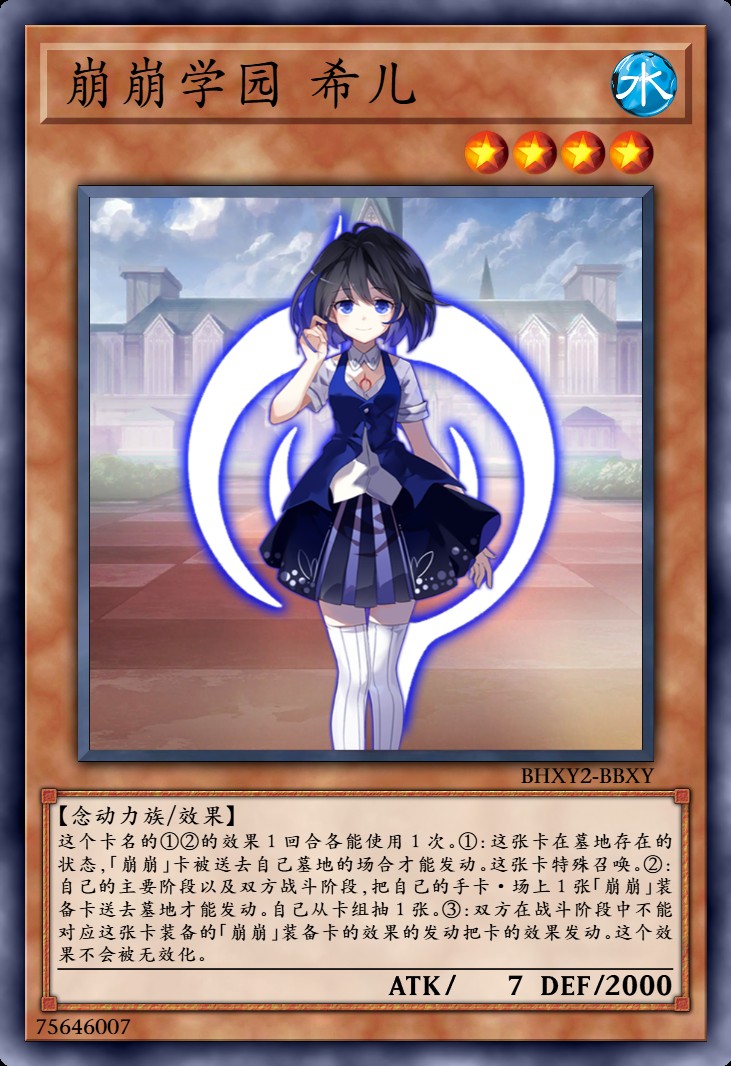 崩崩学园 希儿
水
BHXY2-BBXY
【念动力族/效果】
这个卡名的①②的效果1回合各能使用1次。①:这张卡在墓地存在的
状态,「崩崩」卡被送去自己墓地的场合才能发动。这张卡特殊召唤。②:
自己的主要阶段以及双方战斗阶段,把自己的手卡·场上1张「崩崩」装
备卡送去墓地才能发动。自己从卡组抽1张。③:双方在战斗阶段中不能
对应这张卡装备的「崩崩」装备卡的效果的发动把卡的效果发动。这个效
果不会被无效化。
ATK/ 7 DEF/2000
75646007